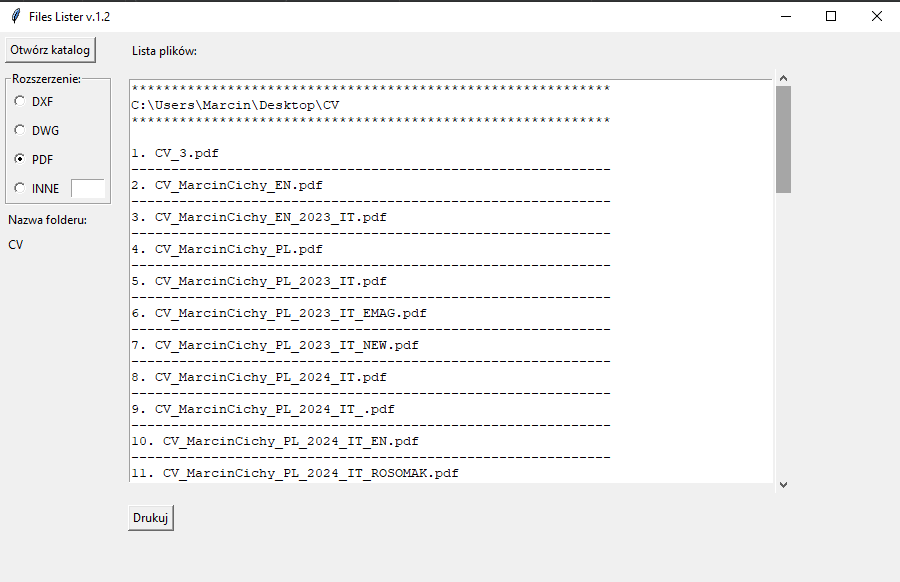 Files Lister v.1.2
Otwórz katalog
Lista plików:
Rozszerzenie:
DXF
DWG
PDF
INNE
Nazwa folderu:
CV
************************************************************
C:\Users\Marcin\Desktop\CV
************************************************************
1. CV_3.pdf
------------------------------------------------------------
2. CV_MarcinCichy_EN.pdf
------------------------------------------------------------
3. CV_MarcinCichy_EN_2023_IT.pdf
------------------------------------------------------------
4. CV_MarcinCichy_PL.pdf
------------------------------------------------------------
5. CV_MarcinCichy_PL_2023_IT.pdf
------------------------------------------------------------
6. CV_MarcinCichy_PL_2023_IT_EMAG.pdf
------------------------------------------------------------
7. CV_MarcinCichy_PL_2023_IT_NEW.pdf
------------------------------------------------------------
8. CV_MarcinCichy_PL_2024_IT.pdf
------------------------------------------------------------
9. CV_MarcinCichy_PL_2024_IT_.pdf
------------------------------------------------------------
10. CV_MarcinCichy_PL_2024_IT_EN.pdf
------------------------------------------------------------
11. CV_MarcinCichy_PL_2024_IT_ROSOMAK.pdf
Drukuj